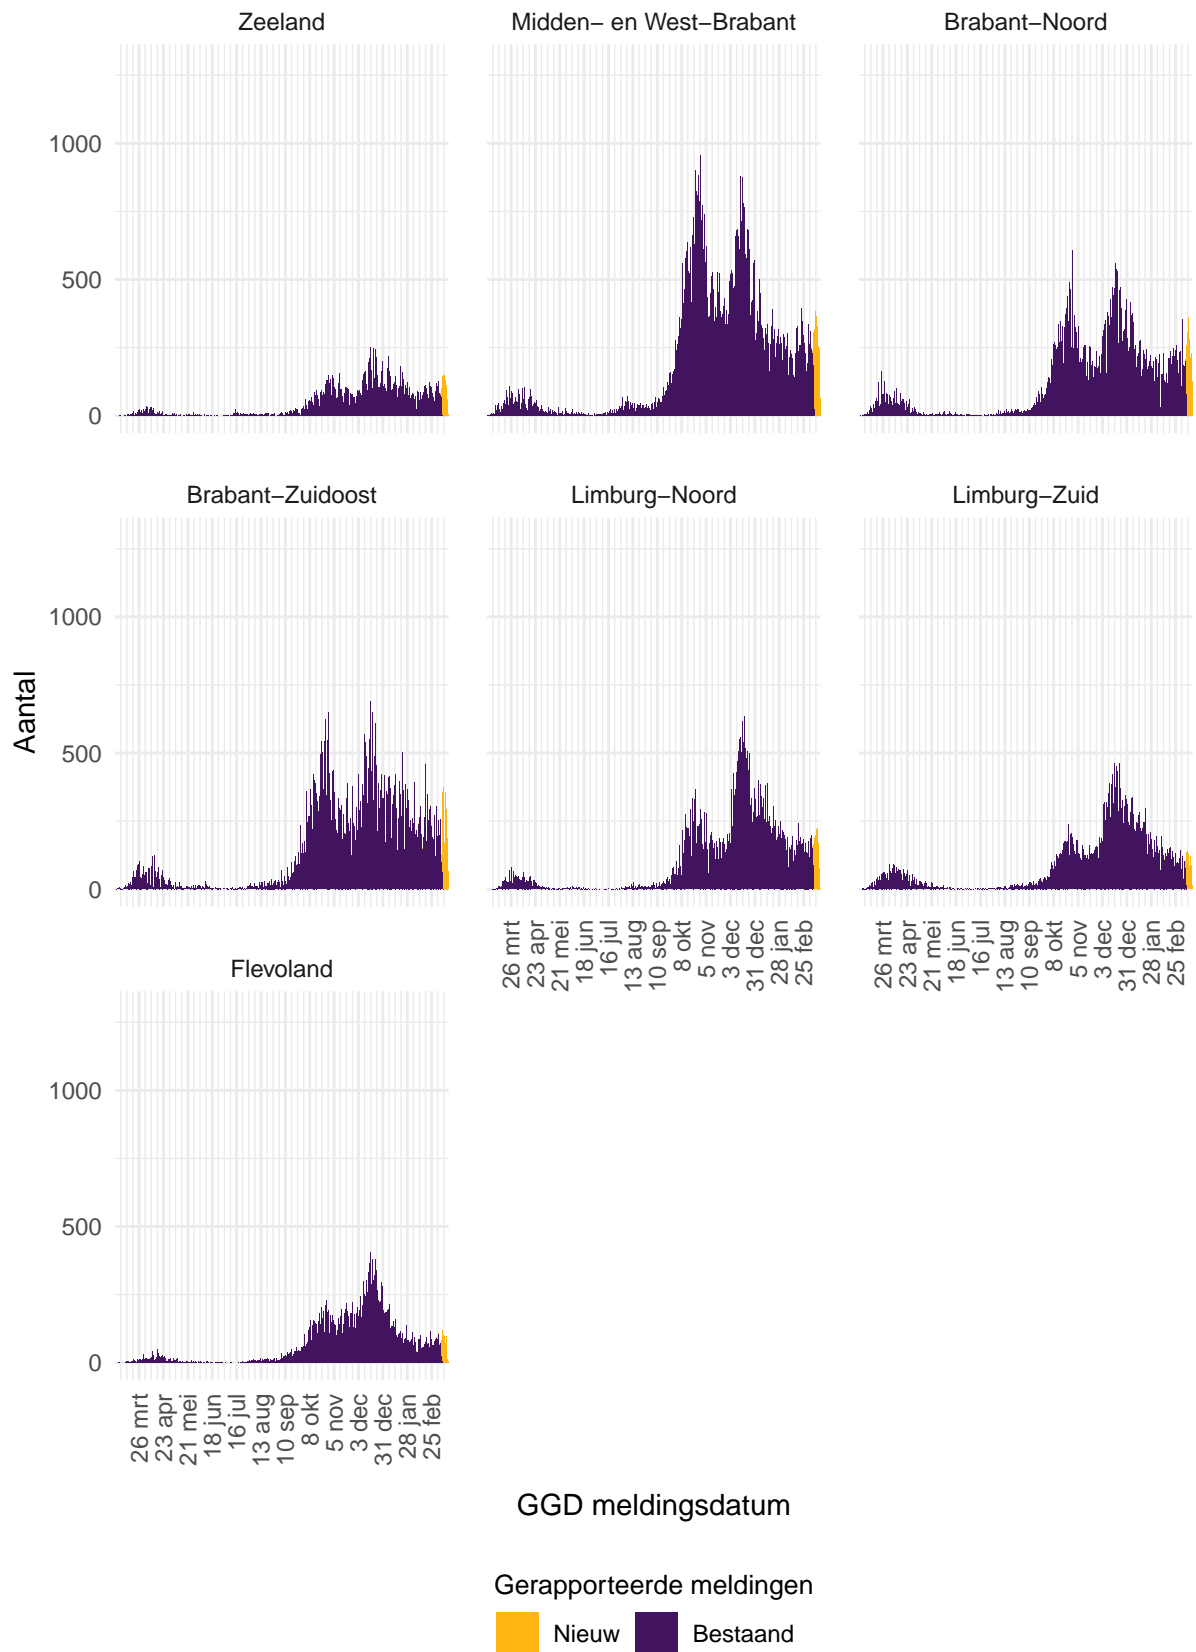 Zeeland
Midden− en West−Brabant
Brabant−Noord
1000
500
0
Brabant−Zuidoost
Limburg−Noord
Limburg−Zuid
1000
500
0
26 mrt
23 apr
21 mei
18 jun
16 jul
13 aug
10 sep
8 okt
5 nov
3 dec
31 dec
28 jan
25 feb
26 mrt
23 apr
21 mei
18 jun
16 jul
13 aug
10 sep
8 okt
5 nov
3 dec
31 dec
28 jan
25 feb
Flevoland
1000
500
0
26 mrt
23 apr
21 mei
18 jun
16 jul
13 aug
10 sep
8 okt
5 nov
3 dec
31 dec
28 jan
25 feb
Aantal
GGD meldingsdatum
Gerapporteerde meldingen
Nieuw
Bestaand